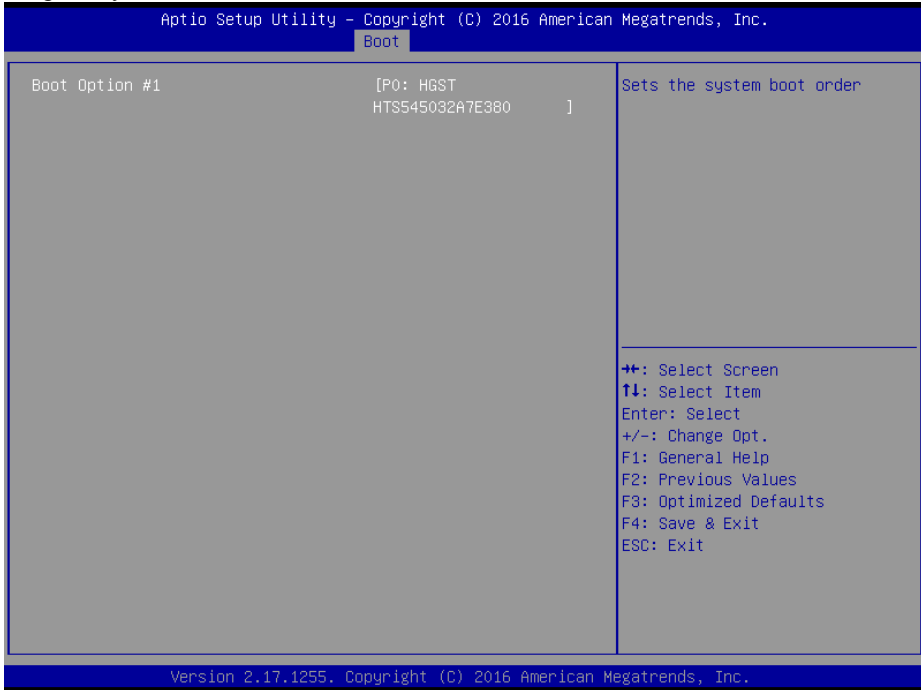 Aptio Setup Utility – Copyright (C) 2016 American Megatrends, Inc.
Boot
Boot Option #1 [P0: HGST
HTS545032A7E380 ]
Sets the system boot order
→←: Select Screen
↑↓: Select Item
Enter: Select
+/-: Change Opt.
F1: General Help
F2: Previous Values
F3: Optimized Defaults
F4: Save & Exit
ESC: Exit
Version 2.17.1255. Copyright (C) 2016 American Megatrends, Inc.